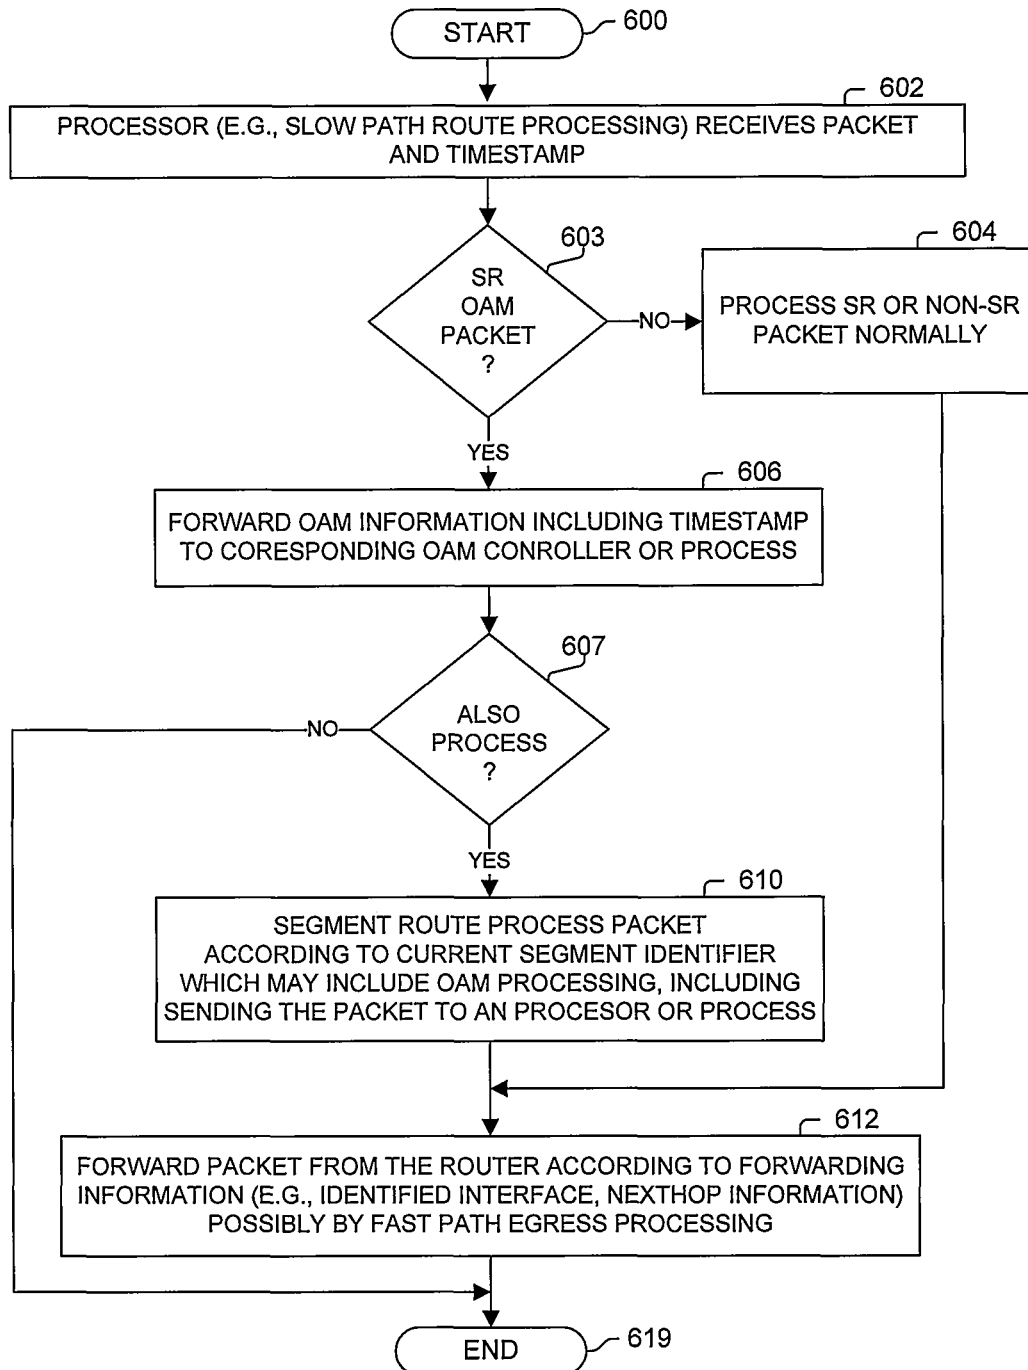 START
600
602
PROCESSOR (E.G., SLOW PATH ROUTE PROCESSING) RECEIVES PACKET
AND TIMESTAMP
603
SR
OAM
PACKET
?
NO
604
PROCESS SR OR NON-SR
PACKET NORMALLY
YES
606
FORWARD OAM INFORMATION INCLUDING TIMESTAMP
TO CORESPONDING OAM CONROLLER OR PROCESS
607
ALSO
PROCESS
?
NO
YES
610
SEGMENT ROUTE PROCESS PACKET
ACCORDING TO CURRENT SEGMENT IDENTIFIER
WHICH MAY INCLUDE OAM PROCESSING, INCLUDING
SENDING THE PACKET TO AN PROCESOR OR PROCESS
612
FORWARD PACKET FROM THE ROUTER ACCORDING TO FORWARDING
INFORMATION (E.G., IDENTIFIED INTERFACE, NEXTHOP INFORMATION)
POSSIBLY BY FAST PATH EGRESS PROCESSING
END
619